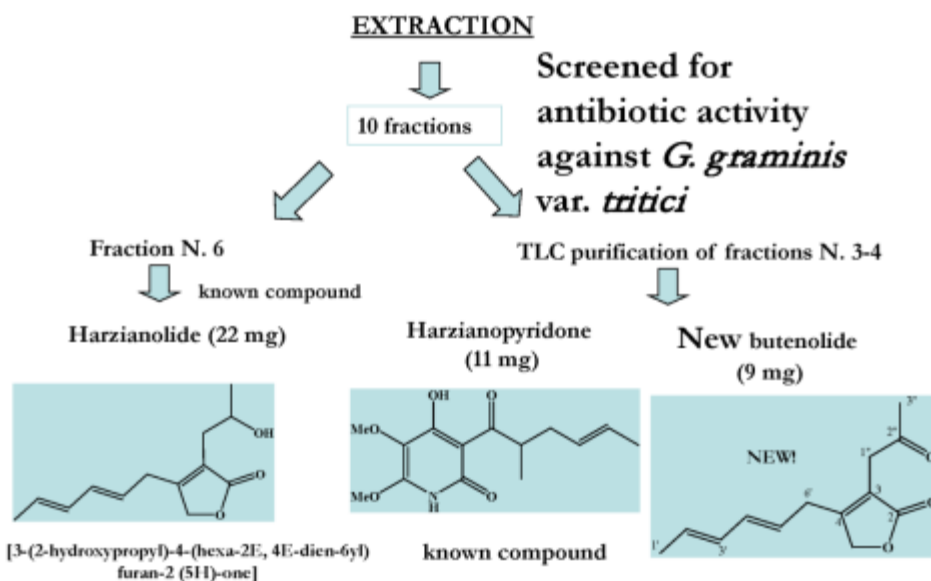 EXTRACTION
Screened for
antibiotic activity
against G. graminis
var. tritici
10 fractions
Fraction N. 6
TLC purification of fractions N. 3-4
known compound
Harzianolide (22 mg)
Harzianopyridone
(11 mg)
New butenolide
(9 mg)
OH
O
O
OH
O
MeO
MeO
N
H
O
NEW!
3"
2"
O
1"
6'
3
4
2
O
O
1'
3'
[3-(2-hydroxypropyl)-4-(hexa-2E, 4E-dien-6yl)
furan-2 (5H)-one]
known compound